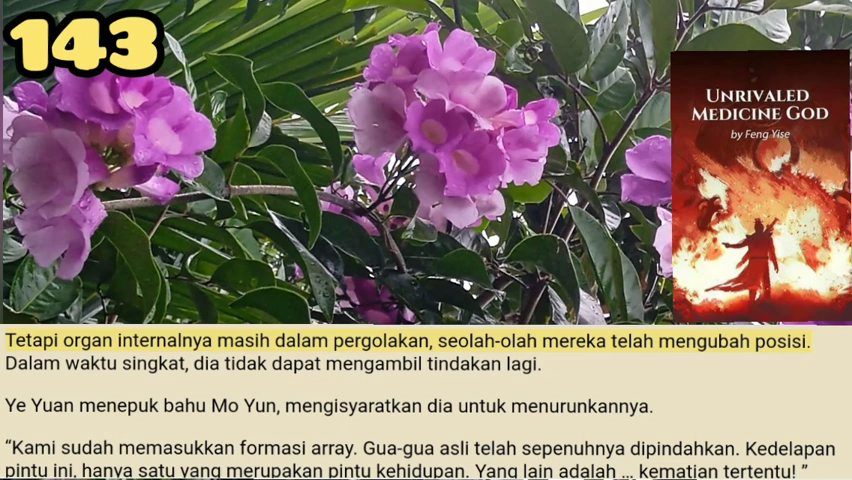 143
UNRIVALED
MEDICINE GOD
by Feng Yise
Tetapi organ internalnya masih dalam pergolakan, seolah-olah mereka telah mengubah posisi.
Dalam waktu singkat, dia tidak dapat mengambil tindakan lagi.
Ye Yuan menepuk bahu Mo Yun, mengisyaratkan dia untuk menurunkannya.
“Kami sudah memasukkan formasi array. Gua-gua asli telah sepenuhnya dipindahkan. Kedelapan
pintu ini, hanya satu yang merupakan pintu kehidupan. Yang lain adalah ... kematian tertentu! ”